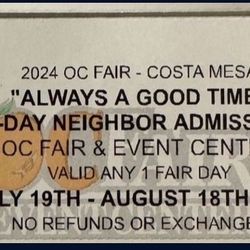 2024 OC FAIR - COSTA MESA
"ALWAYS A GOOD TIME
-DAY NEIGHBOR ADMISS
OC FAIR & EVENT CENT
VALID ANY 1 FAIR DAY
LY 19TH - AUGUST 18TH
NO REFUNDS OR EXCHANGE